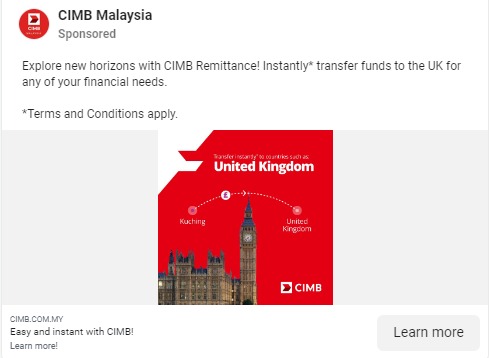 CIMB Malaysia
Sponsored
Explore new horizons with CIMB Remittance! Instantly* transfer funds to the UK for
any of your financial needs.
*Terms and Conditions apply.
Transfer instantly* to countries such as:
United Kingdom
£
Kuching
United
Kingdom
CIMB
CIMB.COM.MY
Easy and instant with CIMB!
Learn more!
Learn more